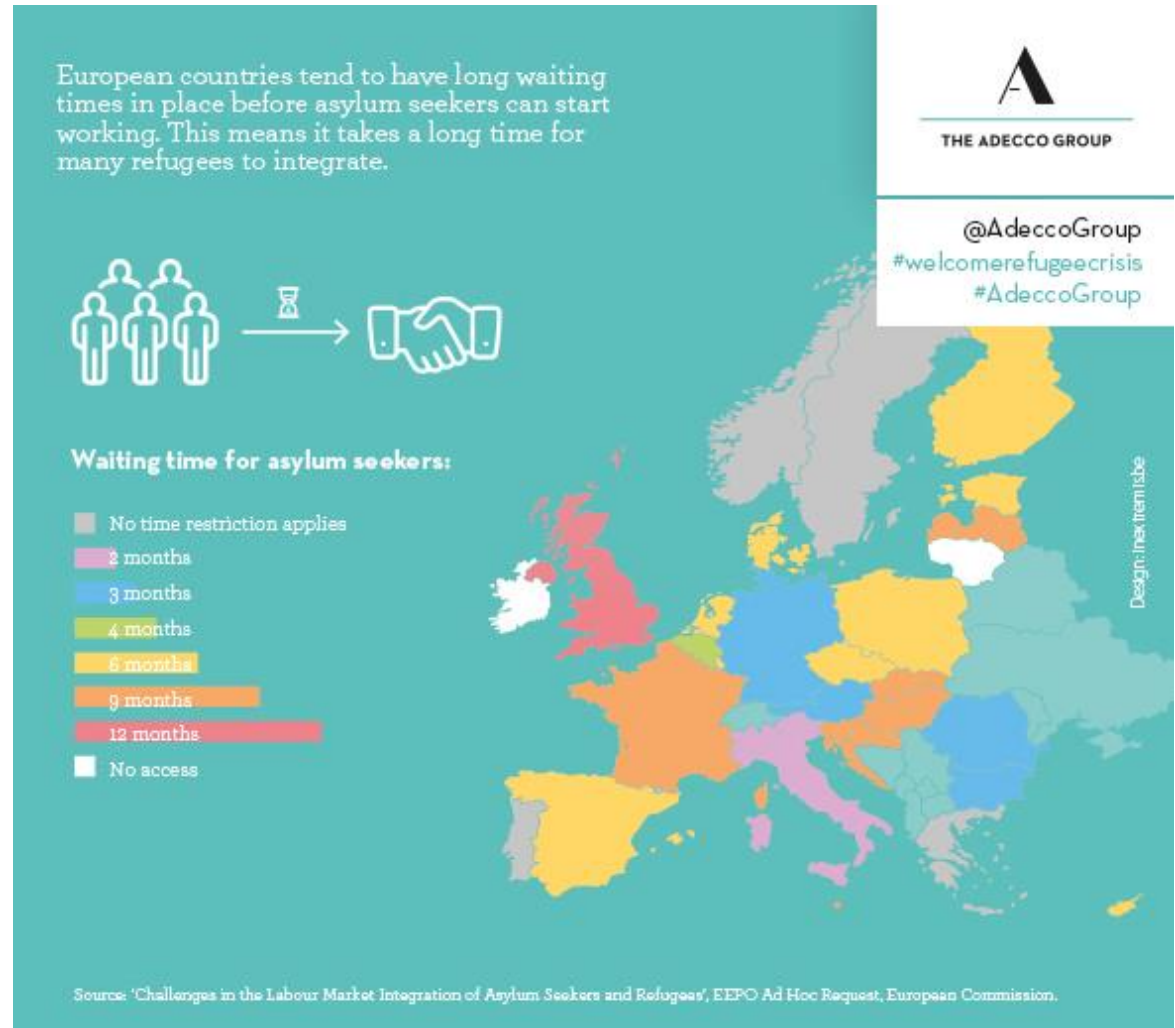 European countries tend to have long waiting
times in place before asylum seekers can start
working. This means it takes a long time for
many refugees to integrate.
A
THE ADECCO GROUP
@AdeccoGroup
#welcomerefugeecrisis
#AdeccoGroup
Waiting time for asylum seekers:
No time restriction applies
2 months
3 months
4 months
6 months
9 months
12 months
No access
Design: Inextremis.be
Source: 'Challenges in the Labour Market Integration of Asylum Seekers and Refugees', EEPO Ad Hoc Request, European Commission.